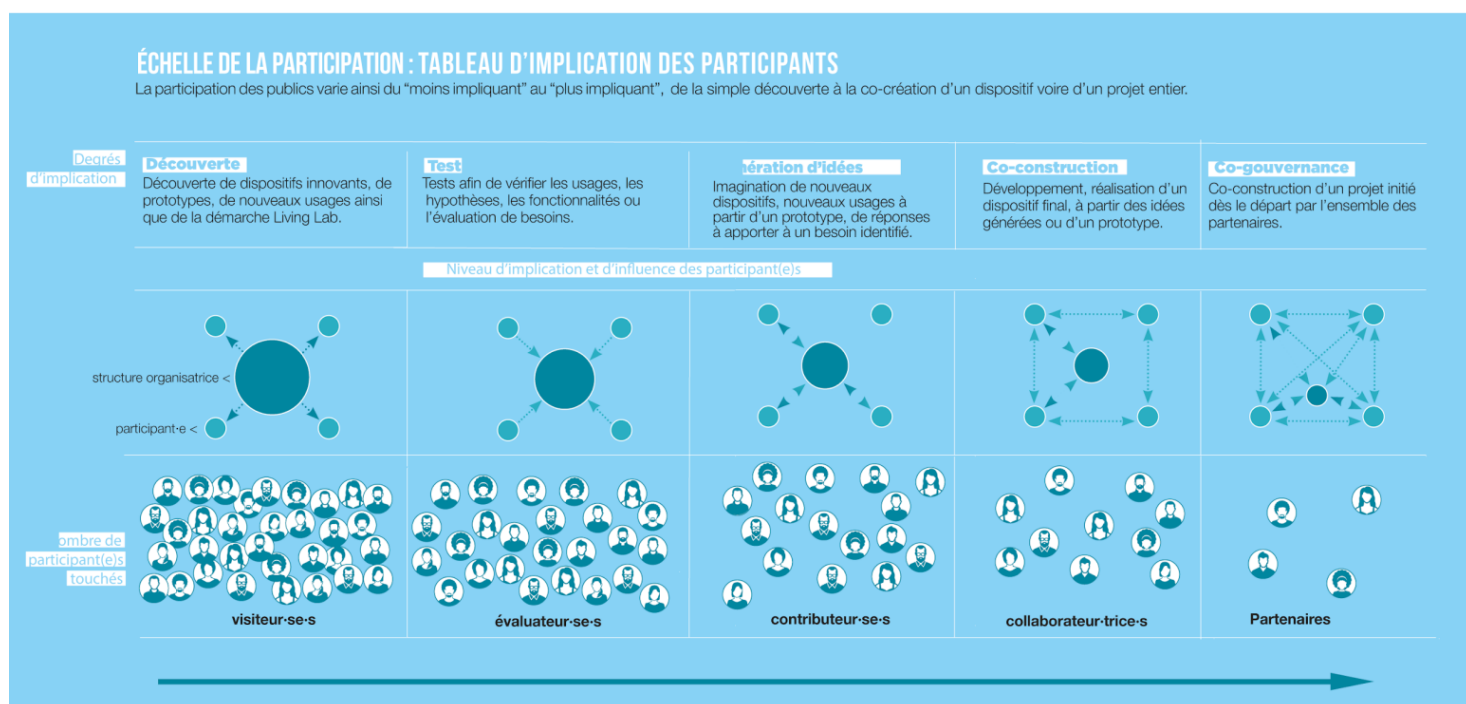 ÉCHELLE DE LA PARTICIPATION : TABLEAU D'IMPLICATION DES PARTICIPANTS
La participation des publics varie ainsi du “moins impliquant” au “plus impliquant”, de la simple découverte à la co-création d'un dispositif voire d'un projet entier.
Degrés
d'implication
Découverte
Découverte de dispositifs innovants, de
prototypes, de nouveaux usages ainsi
que de la démarche Living Lab.
Test
Tests afin de vérifier les usages, les
hypothèses, les fonctionnalités ou
l'évaluation de besoins.
nération d'idées
Imagination de nouveaux
dispositifs, nouveaux usages à
partir d'un prototype, de réponses
à apporter à un besoin identifié.
Co-construction
Développement, réalisation d'un
dispositif final, à partir des idées
générées ou d'un prototype.
Co-gouvernance
Co-construction d'un projet initié
dès le départ par l'ensemble des
partenaires.
Niveau d'implication et d'influence des participant(e)s
structure organisatrice <
participant·e <
ombre de
participant(e)s
touchés
visiteur·se·s
évaluateur·se·s
contributeur·se·s
collaborateur·trice·s
Partenaires